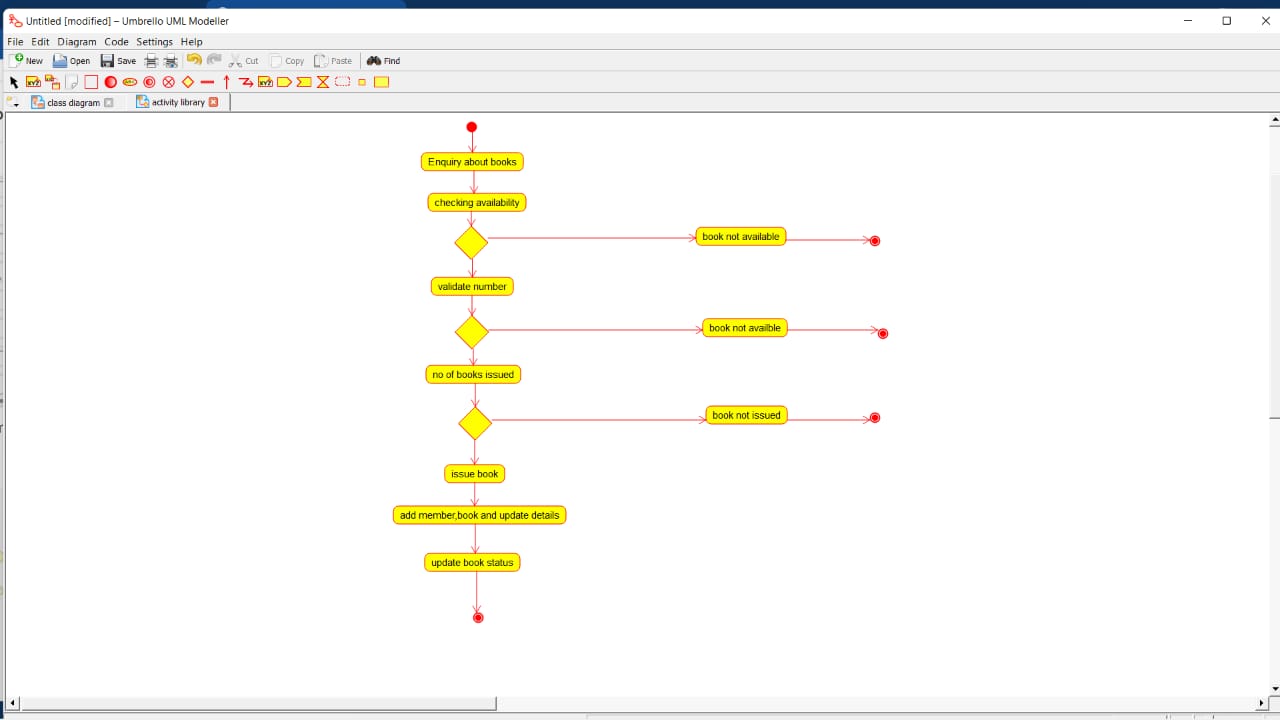 Untitled [modified] – Umbrello UML Modeller
File Edit Diagram Code Settings Help
New Open Save Cut Copy Paste Find
class diagram activity library
Enquiry about books
checking availability
book not available
validate number
book not availble
no of books issued
book not issued
issue book
add member,book and update details
update book status